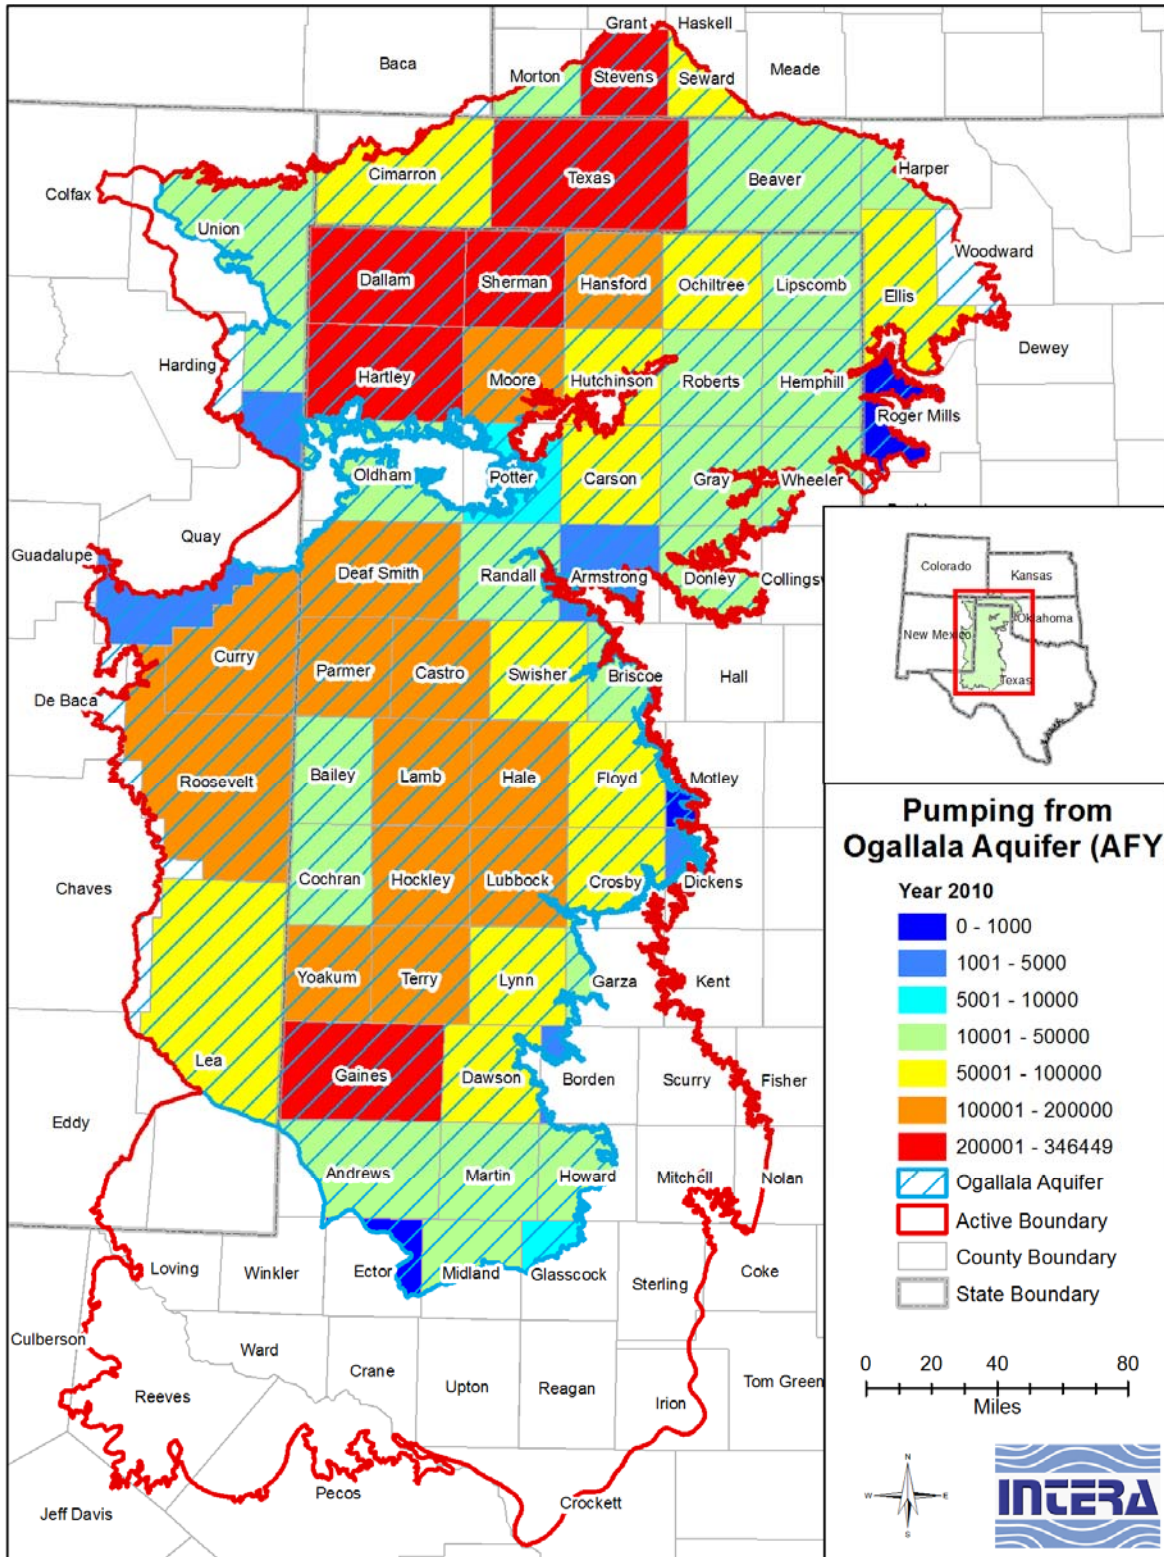 Grant
Haskell
Baca
Morton
Stevens
Seward
Meade
Colfax
Cimarron
Texas
Beaver
Harper
Union
Woodward
Dallam
Sherman
Hansford
Ochiltree
Lipscomb
Ellis
Dewey
Harding
Hartley
Moore
Hutchinson
Roberts
Hemphill
Roger Mills
Oldham
Potter
Carson
Gray
Wheeler
Quay
Guadalupe
Deaf Smith
Randall
Armstrong
Donley
Collingsv
Curry
Parmer
Castro
Swisher
Briscoe
Hall
De Baca
Roosevelt
Bailey
Lamb
Hale
Floyd
Motley
Chaves
Cochran
Hockley
Lubbock
Crosby
Dickens
Yoakum
Terry
Lynn
Garza
Kent
Lea
Gaines
Dawson
Borden
Scurry
Fisher
Eddy
Andrews
Martin
Howard
Mitchell
Nolan
Loving
Winkler
Ector
Midland
Glasscock
Sterling
Coke
Culberson
Ward
Crane
Reeves
Upton
Reagan
Irion
Tom Green
Pecos
Crockett
Jeff Davis
Colorado
Kansas
New Mexico
Oklahoma
Texas
Pumping from
Ogallala Aquifer (AFY
Year 2010
0 - 1000
1001 - 5000
5001 - 10000
10001 - 50000
50001 - 100000
100001 - 200000
200001 - 346449
Ogallala Aquifer
Active Boundary
County Boundary
State Boundary
0 20 40 80
Miles
N
W E
S
INTERA